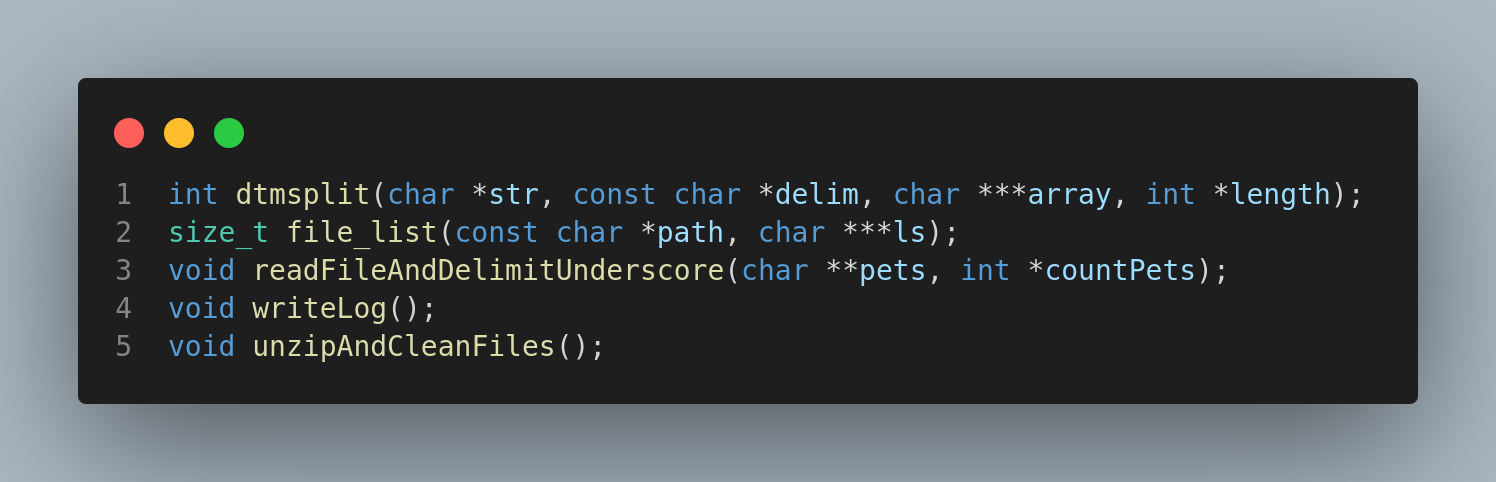 1 int dtmsplit(char *str, const char *delim, char ***array, int *length);
2 size_t file_list(const char *path, char ***ls);
3 void readFileAndDelimitUnderscore(char **pets, int *countPets);
4 void writeLog();
5 void unzipAndCleanFiles();